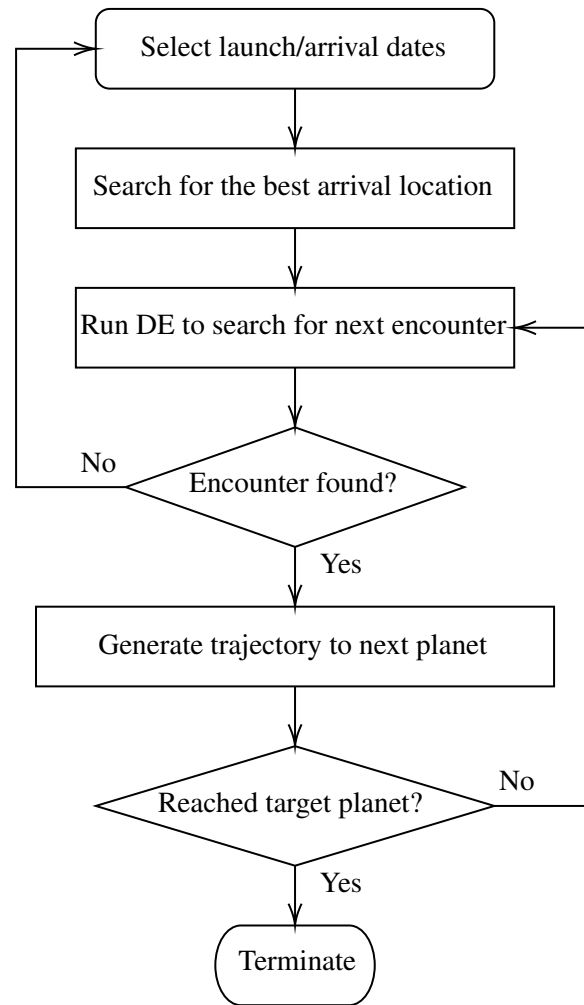 Select launch/arrival dates
Search for the best arrival location
Run DE to search for next encounter
No
Encounter found?
Yes
Generate trajectory to next planet
No
Reached target planet?
Yes
Terminate